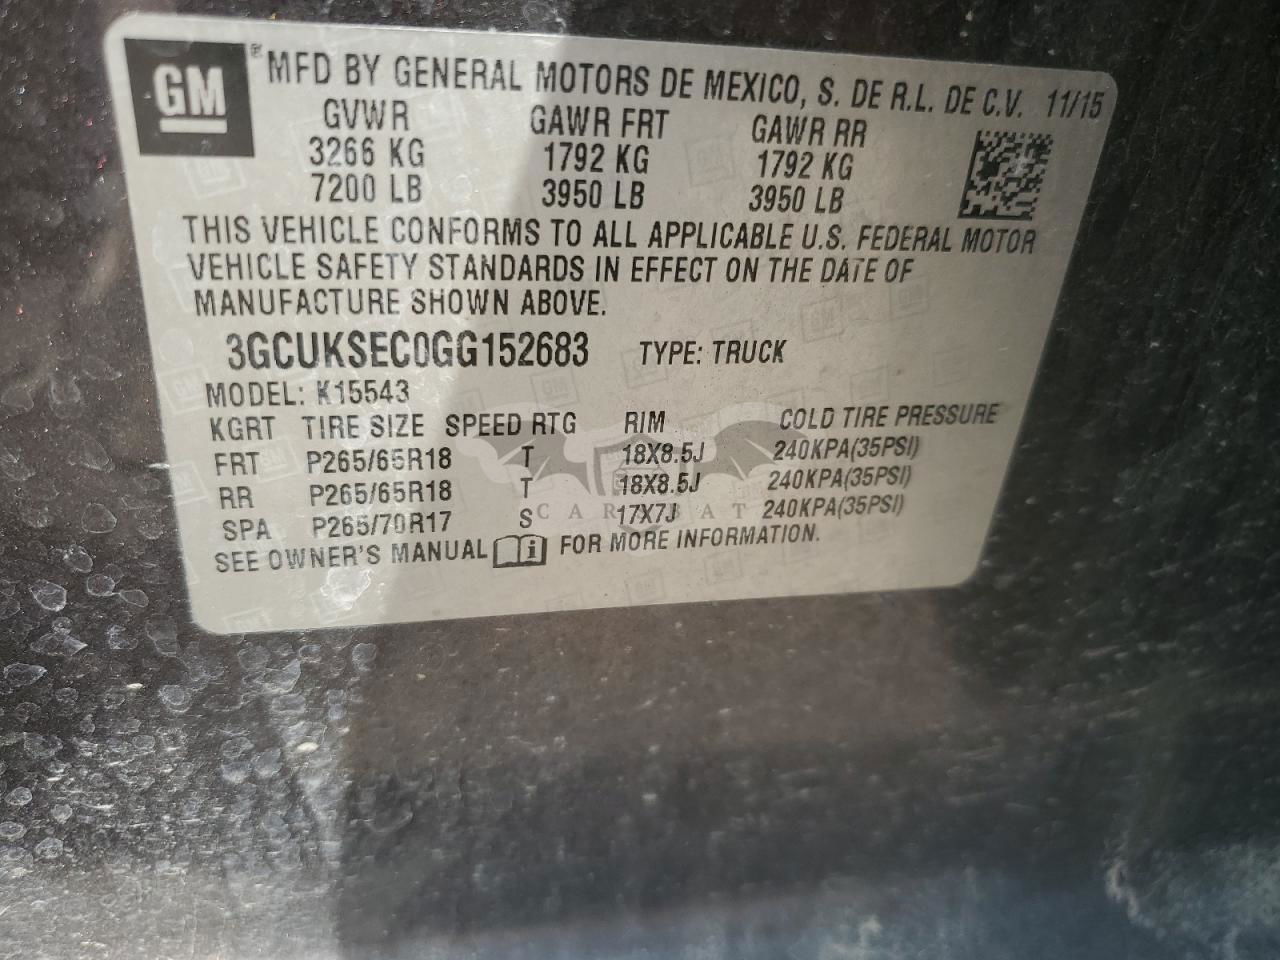 GM ® MFD BY GENERAL MOTORS DE MEXICO, S. DE R.L. DE C.V. 11/15
GVWR GAWR FRT GAWR RR
3266 KG 1792 KG 1792 KG
7200 LB 3950 LB 3950 LB
THIS VEHICLE CONFORMS TO ALL APPLICABLE U.S. FEDERAL MOTOR
VEHICLE SAFETY STANDARDS IN EFFECT ON THE DATE OF
MANUFACTURE SHOWN ABOVE.
3GCUKSEC0GG152683 TYPE: TRUCK
MODEL: K15543
KGRT TIRE SIZE SPEED RTG RIM COLD TIRE PRESSURE
FRT P265/65R18 T 18X8.5J 240KPA(35PSI)
RR P265/65R18 T 18X8.5J 240KPA(35PSI)
SPA P265/70R17 S 17X7J 240KPA(35PSI)
CAR BAT
SEE OWNER'S MANUAL i FOR MORE INFORMATION.